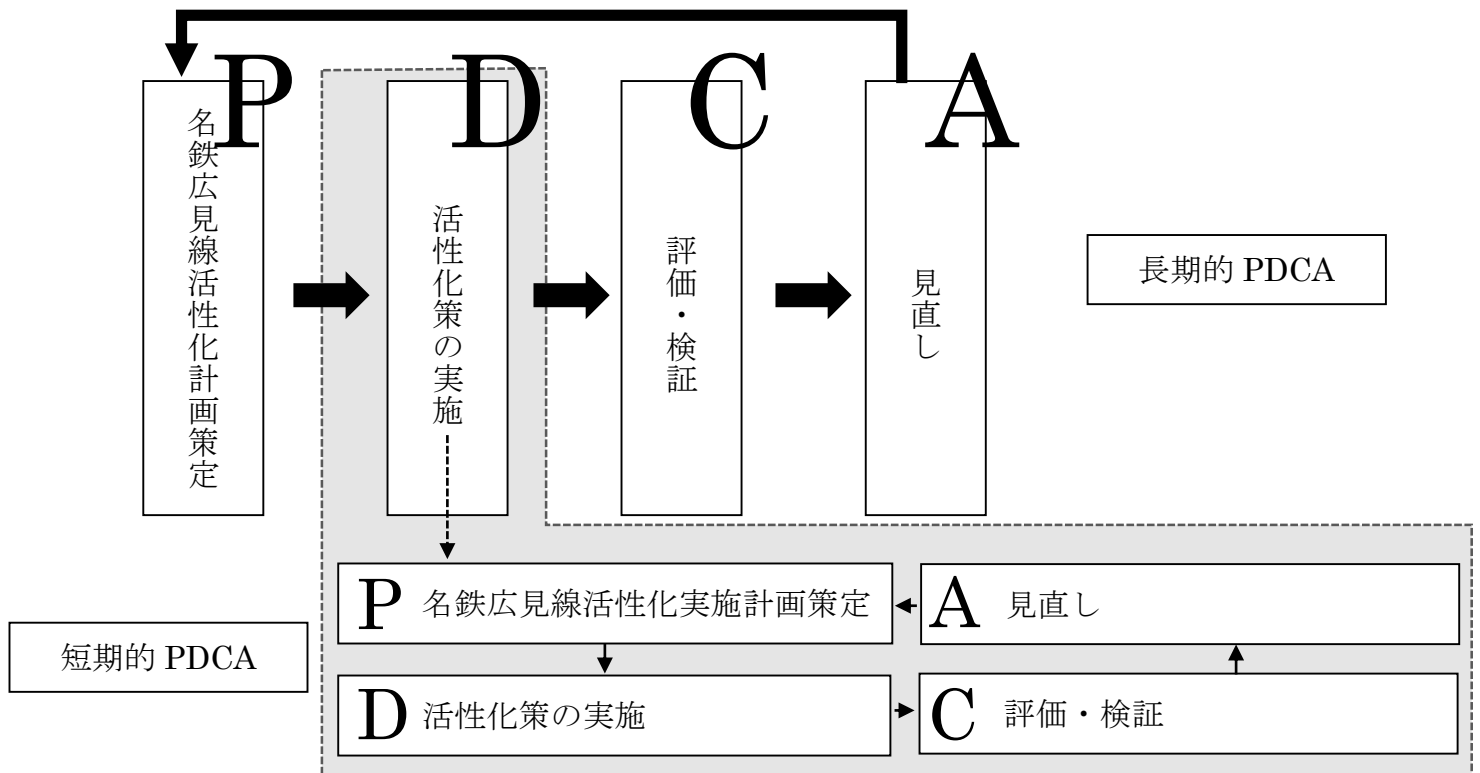 P
名鉄広見線活性化計画策定
D
活性化策の実施
C
評価・検証
A
見直し
長期的 PDCA
短期的 PDCA
P 名鉄広見線活性化実施計画策定
A 見直し
D 活性化策の実施
C 評価・検証